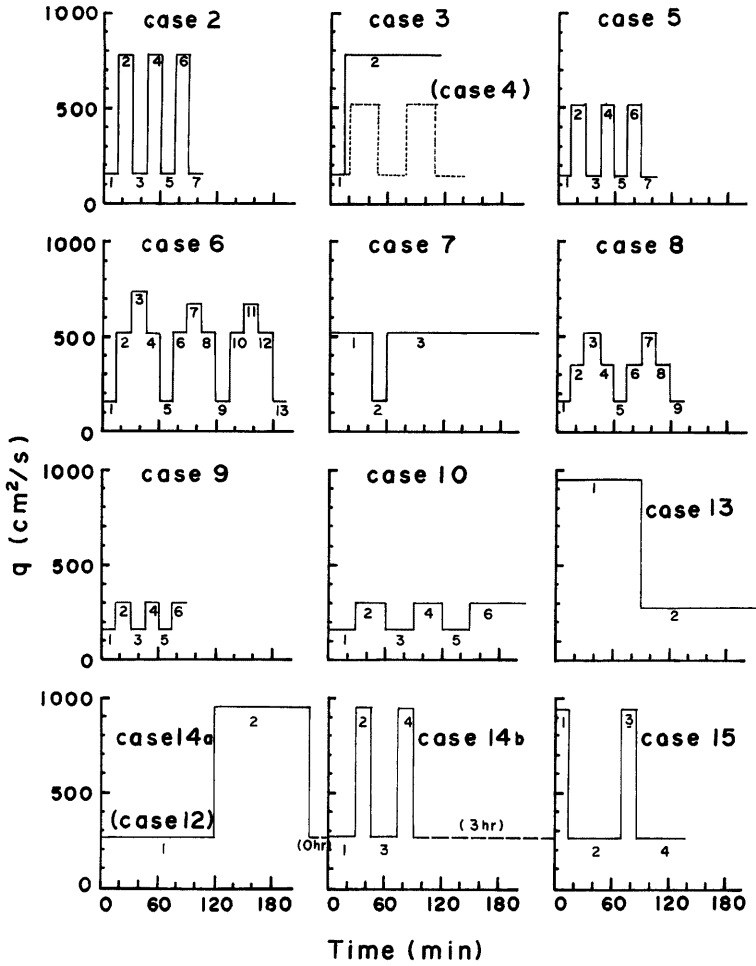 1000
case 2
case 3
case 5
2 4 6
2
(case 4)
2 4 6
500
1 3 5 7
1
1 3 5 7
0
1000
case 6
case 7
case 8
3
7
11
500
2 4 6 8 10 12
1 3
3 7
2 4 6 8
1 5 9 13
2
1 5 9
0
q (cm²/s)
1000
case 9
case 10
1
case 13
500
2 4 6
2 4 6
2
1 3 5
1 3 5
0
1000
case14a
2
2 4
case 14b
1 3
case 15
500
(case12)
(3hr)
1
(0hr)
1 3
2 4
0
0 60 120 180
0 60 120 180
0 60 120 180
Time (min)